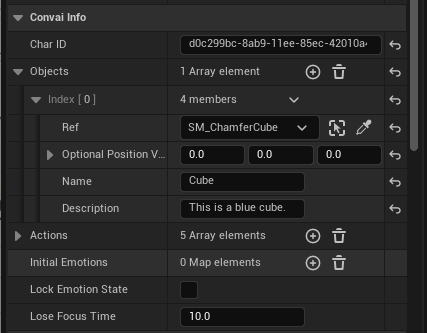 Convai Info
Char ID d0c299bc-8ab9-11ee-85ec-42010a
Objects 1 Array element
Index [ 0 ] 4 members
Ref SM_ChamferCube
Optional Position V... 0.0 0.0 0.0
Name Cube
Description This is a blue cube.
Actions 5 Array elements
Initial Emotions 0 Map elements
Lock Emotion State
Lose Focus Time 10.0